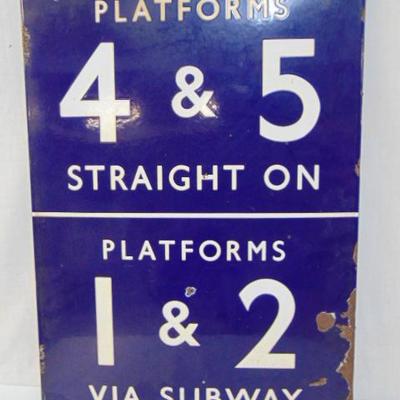 PLATFORMS
4 & 5
STRAIGHT ON
PLATFORMS
1 & 2
VIA SUBWAY